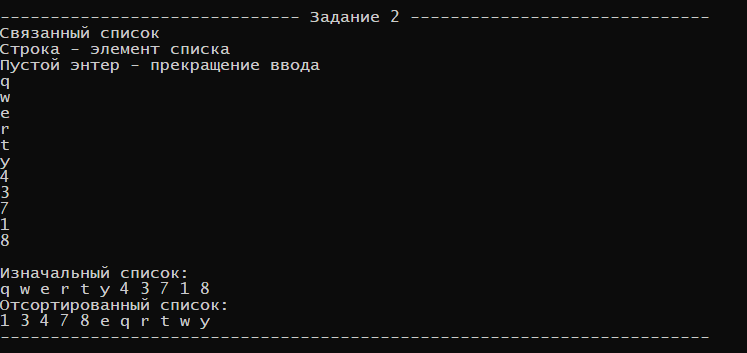 ------------------------------ Задание 2 ------------------------------
Связанный список
Строка - элемент списка
Пустой энтер - прекращение ввода
q
w
e
r
t
y
4
3
7
1
8
Изначальный список:
q w e r t y 4 3 7 1 8
Отсортированный список:
1 3 4 7 8 e q r t w y
-----------------------------------------------------------------------